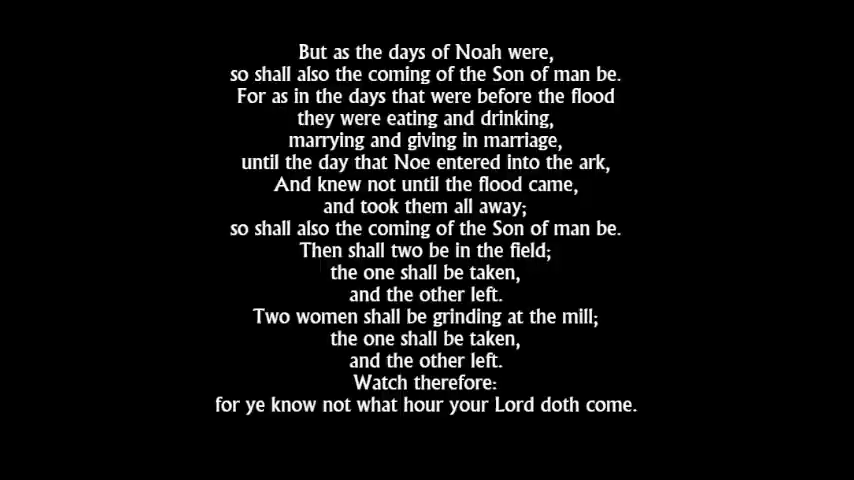 But as the days of Noah were,
so shall also the coming of the Son of man be.
For as in the days that were before the flood
they were eating and drinking,
marrying and giving in marriage,
until the day that Noe entered into the ark,
And knew not until the flood came,
and took them all away;
so shall also the coming of the Son of man be.
Then shall two be in the field;
the one shall be taken,
and the other left.
Two women shall be grinding at the mill;
the one shall be taken,
and the other left.
Watch therefore:
for ye know not what hour your Lord doth come.